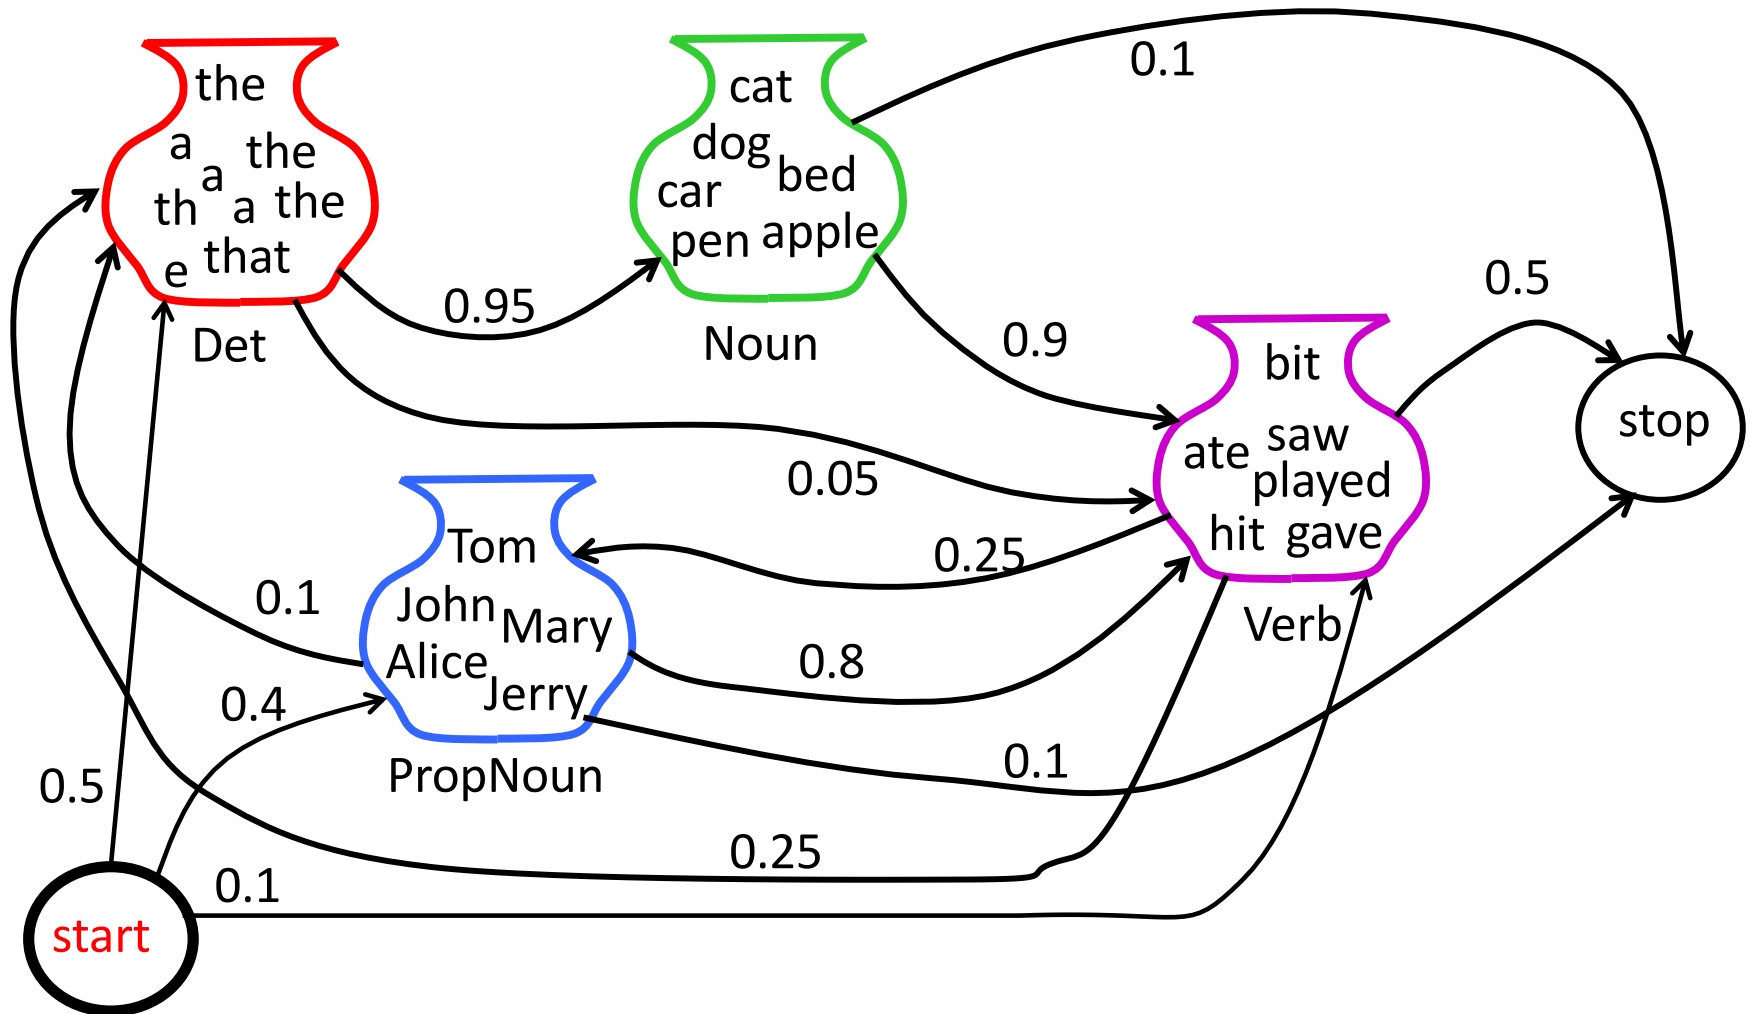 the
a
the
a
th
a
the
e
that
Det
cat
dog
bed
car
pen
apple
Noun
0.1
0.95
0.9
0.5
bit
saw
ate
played
hit
gave
Verb
stop
0.05
0.25
Tom
John
Mary
Alice
Jerry
PropNoun
0.1
0.4
0.8
0.1
0.5
0.25
0.1
start